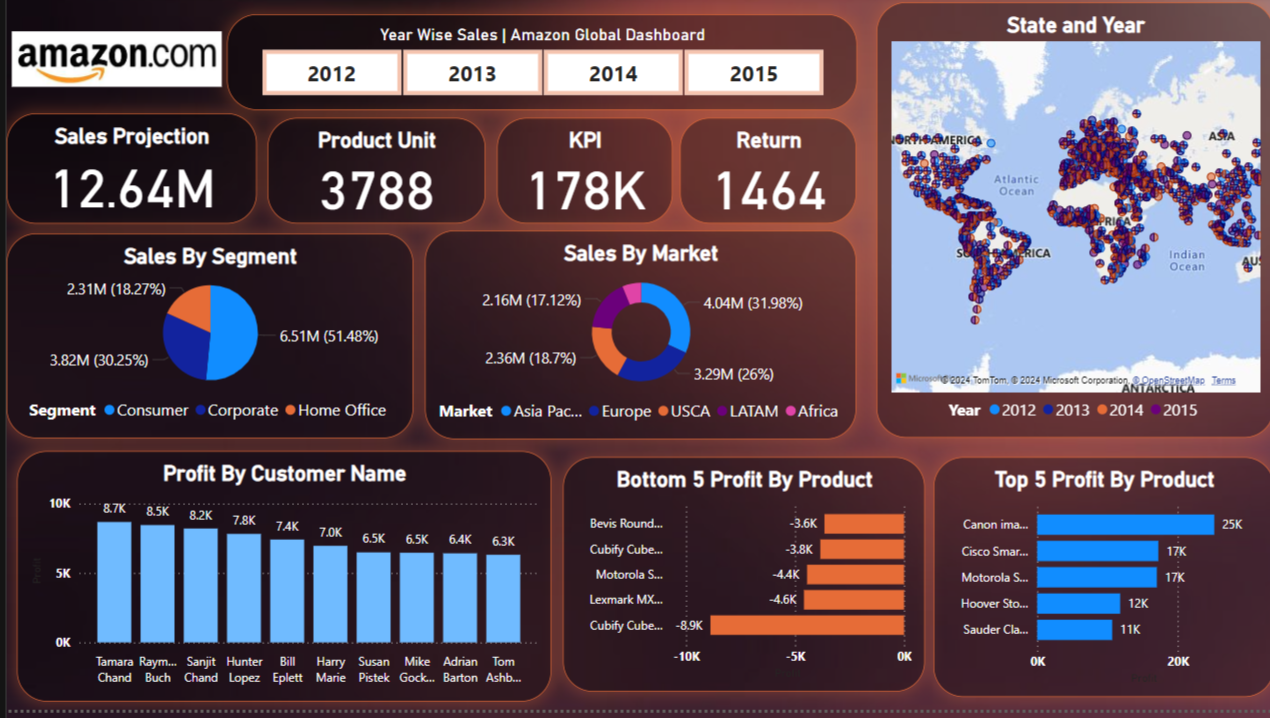 amazon.com
Year Wise Sales | Amazon Global Dashboard
2012 2013 2014 2015
Sales Projection
12.64M
Product Unit
3788
KPI
178K
Return
1464
State and Year
NORTH AMERICA
ASIA
Atlantic
Ocean
AFRICA
SOUTH AMERICA
Indian
Ocean
AUS
ANTARCTICA
Microsoft © 2024 TomTom, © 2024 Microsoft Corporation, © OpenStreetMap Terms
Year 2012 2013 2014 2015
Sales By Segment
2.31M (18.27%)
6.51M (51.48%)
3.82M (30.25%)
Segment Consumer Corporate Home Office
Sales By Market
2.16M (17.12%)
4.04M (31.98%)
2.36M (18.7%)
3.29M (26%)
Market Asia Pac... Europe USCA LATAM Africa
Profit By Customer Name
Profit
10K
5K
0K
8.7K 8.5K 8.2K 7.8K 7.4K 7.0K 6.5K 6.5K 6.4K 6.3K
Tamara Raym... Sanjit Hunter Bill Harry Susan Mike Adrian Tom
Chand Buch Chand Lopez Eplett Marie Pistek Gock... Barton Ashb...
Bottom 5 Profit By Product
Bevis Round... -3.6K
Cubify Cube... -3.8K
Motorola S... -4.4K
Lexmark MX... -4.6K
Cubify Cube... -8.9K
-10K -5K 0K
Top 5 Profit By Product
Canon ima... 25K
Cisco Smar... 17K
Motorola S... 17K
Hoover Sto... 12K
Sauder Cla... 11K
0K 20K